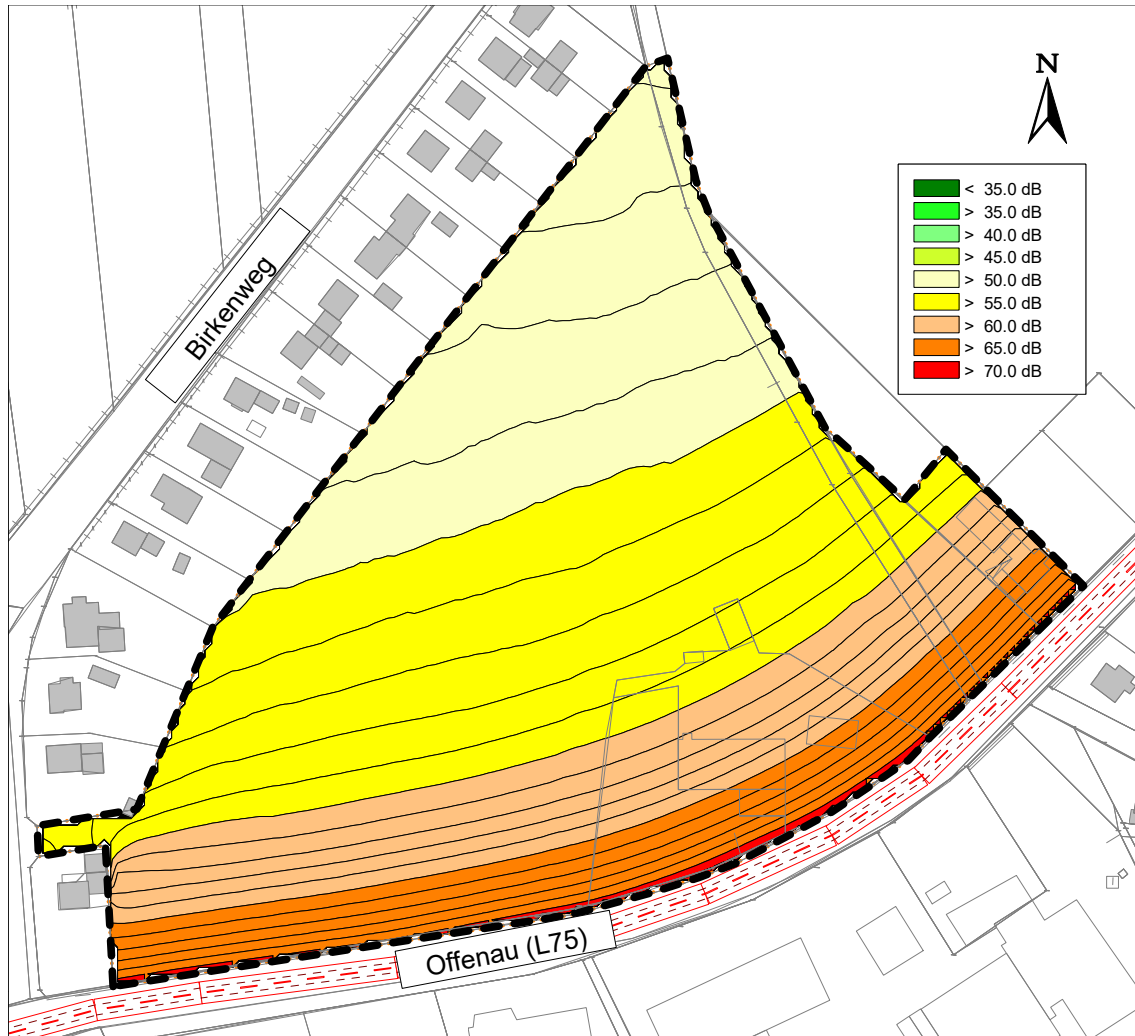 N
< 35.0 dB
> 35.0 dB
> 40.0 dB
> 45.0 dB
> 50.0 dB
> 55.0 dB
> 60.0 dB
> 65.0 dB
> 70.0 dB
Birkenweg
Offenau (L75)